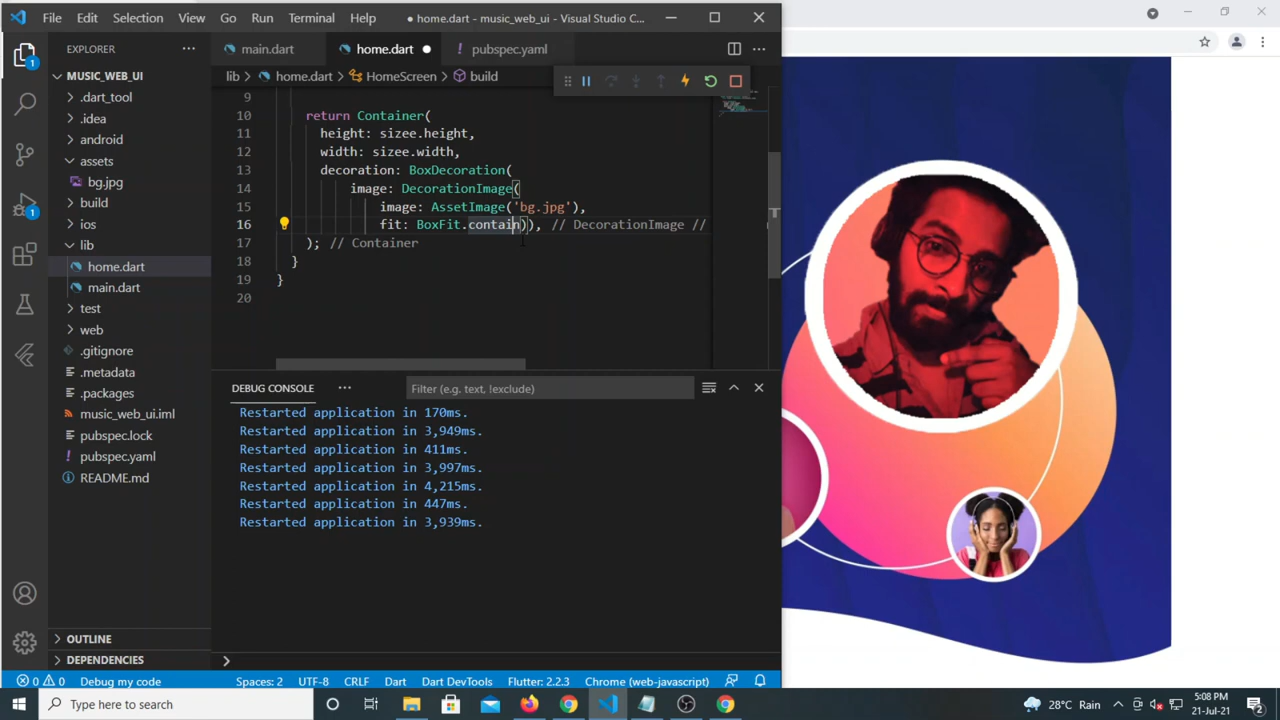 File Edit Selection View Go Run Terminal Help ● home.dart - music_web_ui - Visual Studio C...
EXPLORER
MUSIC_WEB_UI
.dart_tool
.idea
android
assets
bg.jpg
build
ios
lib
home.dart
main.dart
test
web
.gitignore
.metadata
.packages
music_web_ui.iml
pubspec.lock
pubspec.yaml
README.md
OUTLINE
DEPENDENCIES
main.dart home.dart pubspec.yaml
lib > home.dart > HomeScreen > build
9
10 return Container(
11 height: sizee.height,
12 width: sizee.width,
13 decoration: BoxDecoration(
14 image: DecorationImage(
15 image: AssetImage('bg.jpg'),
16 fit: BoxFit.contain)), // DecorationImage //
17 ); // Container
18 }
19 }
20
DEBUG CONSOLE Filter (e.g. text, !exclude)
Restarted application in 170ms.
Restarted application in 3,949ms.
Restarted application in 411ms.
Restarted application in 3,997ms.
Restarted application in 4,215ms.
Restarted application in 447ms.
Restarted application in 3,939ms.
0 0 Debug my code Spaces: 2 UTF-8 CRLF Dart Dart DevTools Flutter: 2.2.3 Chrome (web-javascript)
Type here to search 28°C Rain 5:08 PM
21-Jul-21 2